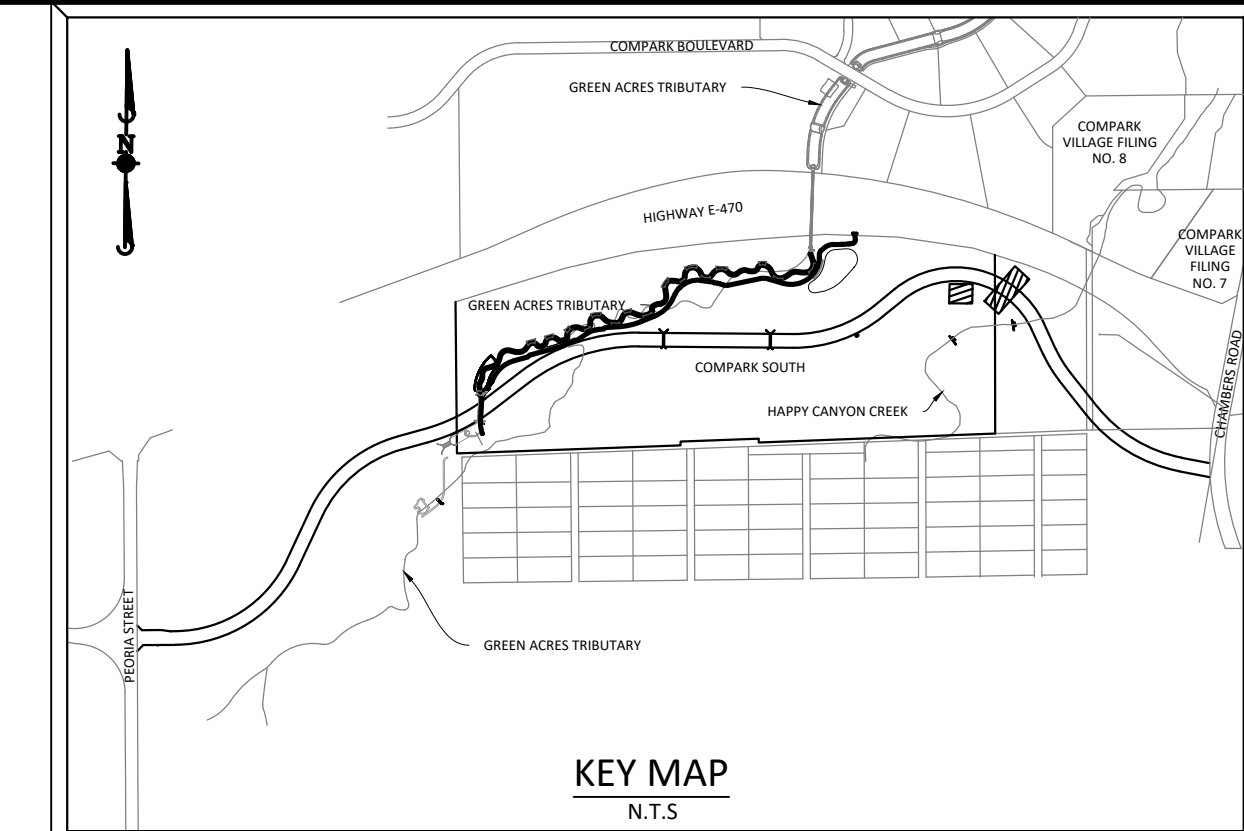 COMPARK BOULEVARD
GREEN ACRES TRIBUTARY
COMPARK
VILLAGE FILING
NO. 8
N
HIGHWAY E-470
COMPARK
VILLAGE
FILING
NO. 7
GREEN ACRES TRIBUTARY
COMPARK SOUTH
HAPPY CANYON CREEK
CHAMBERS ROAD
PEORIA STREET
GREEN ACRES TRIBUTARY
KEY MAP
N.T.S